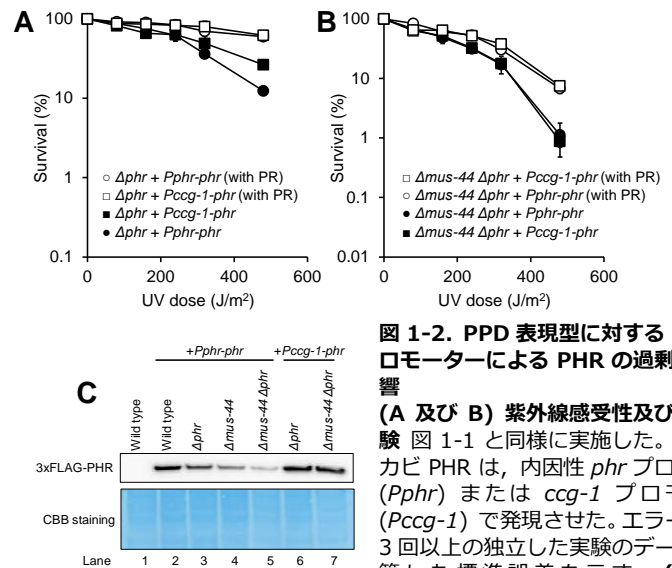 A
B
Survival (%)
100
10
1
0.1
○ Δphr + Pphr-phr (with PR)
□ Δphr + Pccg-1-phr (with PR)
■ Δphr + Pccg-1-phr
● Δphr + Pphr-phr
0 200 400 600
UV dose (J/m²)
Survival (%)
100
10
1
0.1
0.01
□ Δmus-44 Δphr + Pccg-1-phr (with PR)
○ Δmus-44 Δphr + Pphr-phr (with PR)
● Δmus-44 Δphr + Pphr-phr
■ Δmus-44 Δphr + Pccg-1-phr
0 200 400 600
UV dose (J/m²)
C
+Pphr-phr +Pccg-1-phr
Wild type Wild type Δphr Δmus-44 Δmus-44 Δphr Δphr Δmus-44 Δphr
3xFLAG-PHR
CBB staining
Lane 1 2 3 4 5 6 7
図 1-2. PPD 表現型に対する
ロモーターによる PHR の過剰
響
(A 及び B) 紫外線感受性及び
験 図 1-1 と同様に実施した。
カビ PHR は, 内因性 phr プロ
(Pphr) または ccg-1 プロモ
(Pccg-1) で発現させた。エラー
3 回以上の独立した実験のデー